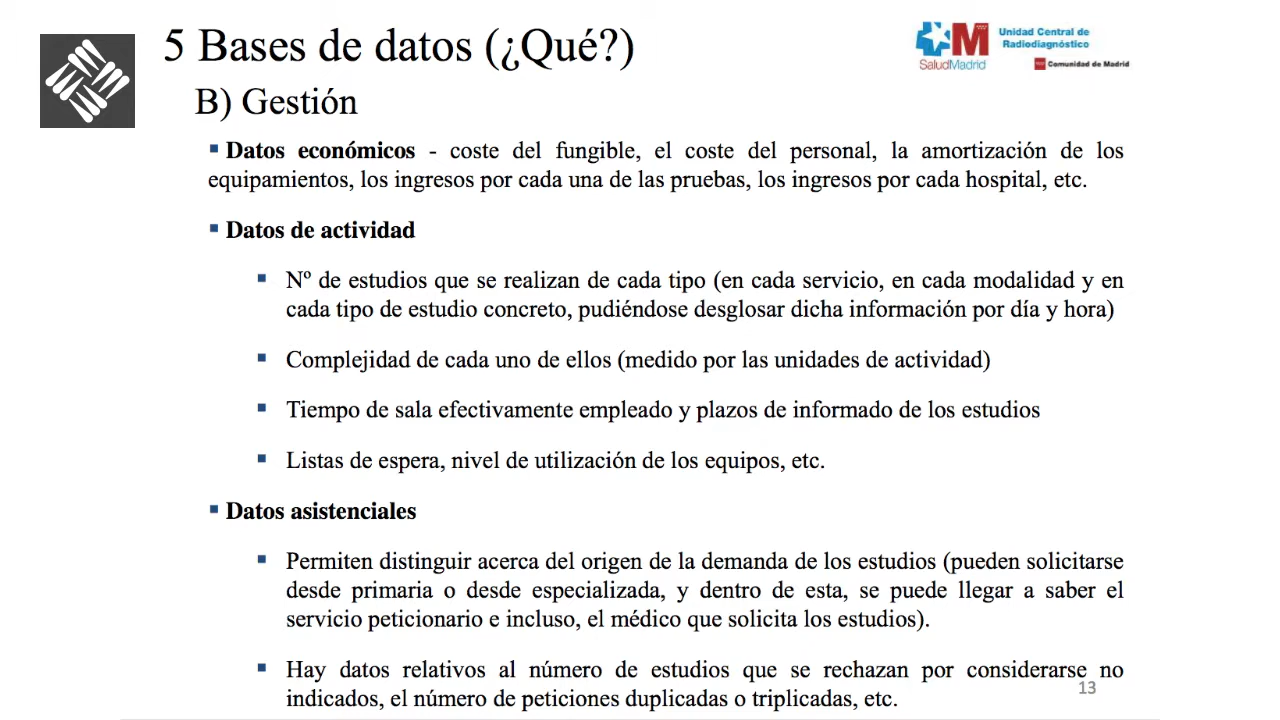 5 Bases de datos (¿Qué?)
SaludMadrid
Unidad Central de
Radiodiagnóstico
Comunidad de Madrid
B) Gestión
Datos económicos - coste del fungible, el coste del personal, la amortización de los
equipamientos, los ingresos por cada una de las pruebas, los ingresos por cada hospital, etc.
Datos de actividad
Nº de estudios que se realizan de cada tipo (en cada servicio, en cada modalidad y en
cada tipo de estudio concreto, pudiéndose desglosar dicha información por día y hora)
Complejidad de cada uno de ellos (medido por las unidades de actividad)
Tiempo de sala efectivamente empleado y plazos de informado de los estudios
Listas de espera, nivel de utilización de los equipos, etc.
Datos asistenciales
Permiten distinguir acerca del origen de la demanda de los estudios (pueden solicitarse
desde primaria o desde especializada, y dentro de esta, se puede llegar a saber el
servicio peticionario e incluso, el médico que solicita los estudios).
Hay datos relativos al número de estudios que se rechazan por considerarse no
indicados, el número de peticiones duplicadas o triplicadas, etc.
13